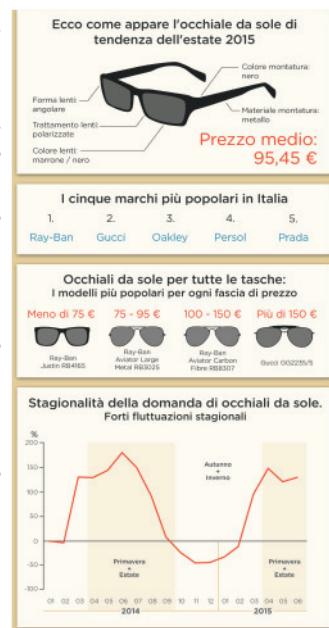 Ecco come appare l'occhiale da sole di
tendenza dell'estate 2015
Colore montatura:
nero
Forma lenti:
angolare
Materiale montatura:
metallo
Trattamento lenti:
polarizzate
Colore lenti:
marrone / nero
Prezzo medio:
95,45 €
I cinque marchi più popolari in Italia
1. 2. 3. 4. 5.
Ray-Ban Gucci Oakley Persol Prada
Occhiali da sole per tutte le tasche:
I modelli più popolari per ogni fascia di prezzo
Meno di 75 € 75 - 95 € 100 - 150 € Più di 150 €
Ray-Ban
Justin RB4165
Ray-Ban
Aviator Large
Metal RB3025
Ray-Ban
Aviator Carbon
Fibre RB8307
Gucci GG2235/S
Stagionalità della domanda di occhiali da sole.
Forti fluttuazioni stagionali
%
200
150
100
50
0
-50
-100
Autunno
+
Inverno
Primavera
+
Estate
Primavera
+
Estate
01 02 03 04 05 06 07 08 09 10 11 12 01 02 03 04 05 06
2014 2015